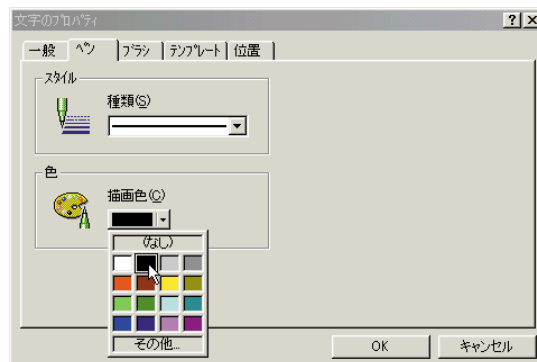 文字のプロパティ
一般 ペン ブラシ テンプレート 位置
スタイル
種類(S)
色
描画色(C)
(なし)
その他...
OK キャンセル